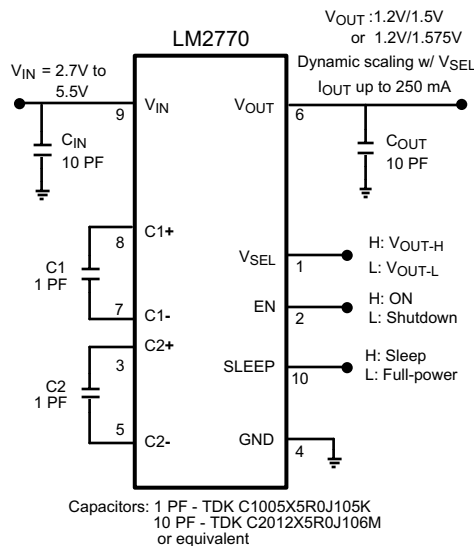 LM2770
VOUT :1.2V/1.5V
or 1.2V/1.575V
Dynamic scaling w/ VSEL
IOUT up to 250 mA
VIN = 2.7V to
5.5V
9
VIN
VOUT
6
CIN
10 PF
COUT
10 PF
8
C1+
C1
1 PF
7
C1-
VSEL
1
H: VOUT-H
L: VOUT-L
EN
2
H: ON
L: Shutdown
C2+
3
SLEEP
10
H: Sleep
L: Full-power
C2
1 PF
5
C2-
GND
4
Capacitors: 1 PF - TDK C1005X5R0J105K
10 PF - TDK C2012X5R0J106M
or equivalent